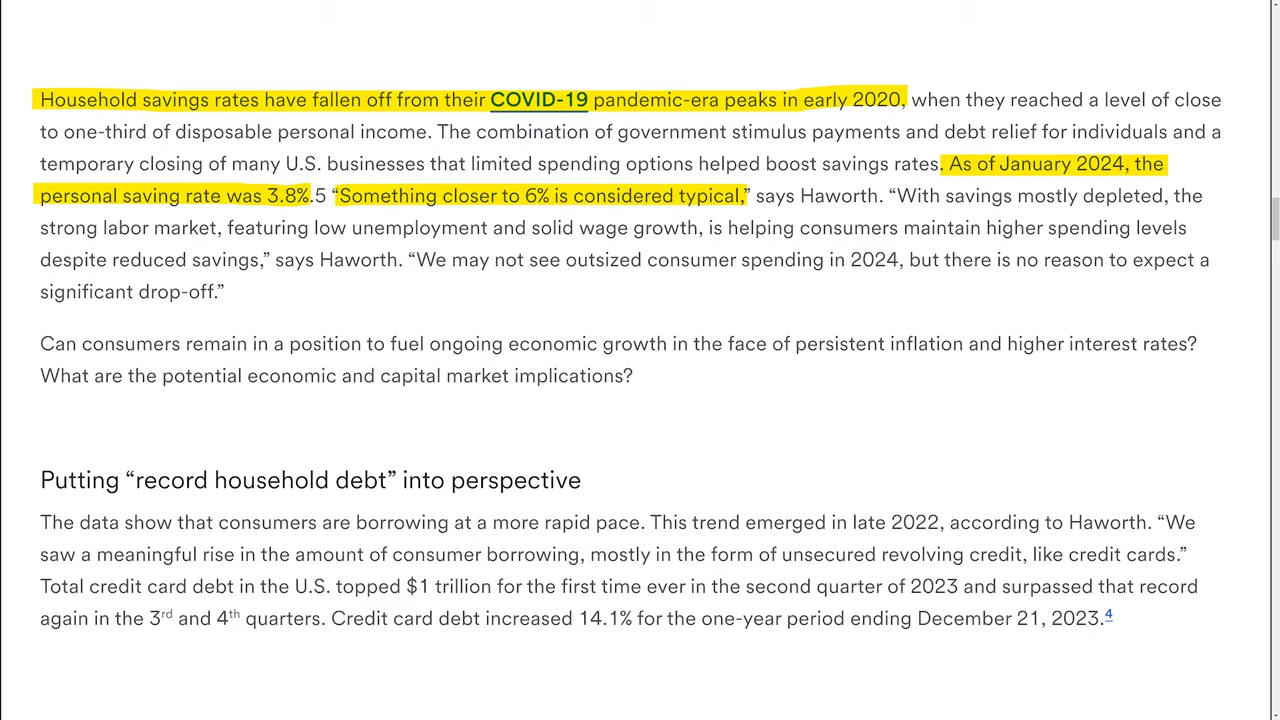 Household savings rates have fallen off from their COVID-19 pandemic-era peaks in early 2020, when they reached a level of close
to one-third of disposable personal income. The combination of government stimulus payments and debt relief for individuals and a
temporary closing of many U.S. businesses that limited spending options helped boost savings rates. As of January 2024, the
personal saving rate was 3.8%.5 “Something closer to 6% is considered typical,” says Haworth. “With savings mostly depleted, the
strong labor market, featuring low unemployment and solid wage growth, is helping consumers maintain higher spending levels
despite reduced savings,” says Haworth. “We may not see outsized consumer spending in 2024, but there is no reason to expect a
significant drop-off.”
Can consumers remain in a position to fuel ongoing economic growth in the face of persistent inflation and higher interest rates?
What are the potential economic and capital market implications?
Putting “record household debt” into perspective
The data show that consumers are borrowing at a more rapid pace. This trend emerged in late 2022, according to Haworth. “We
saw a meaningful rise in the amount of consumer borrowing, mostly in the form of unsecured revolving credit, like credit cards.”
Total credit card debt in the U.S. topped $1 trillion for the first time ever in the second quarter of 2023 and surpassed that record
again in the 3rd and 4th quarters. Credit card debt increased 14.1% for the one-year period ending December 21, 2023.4